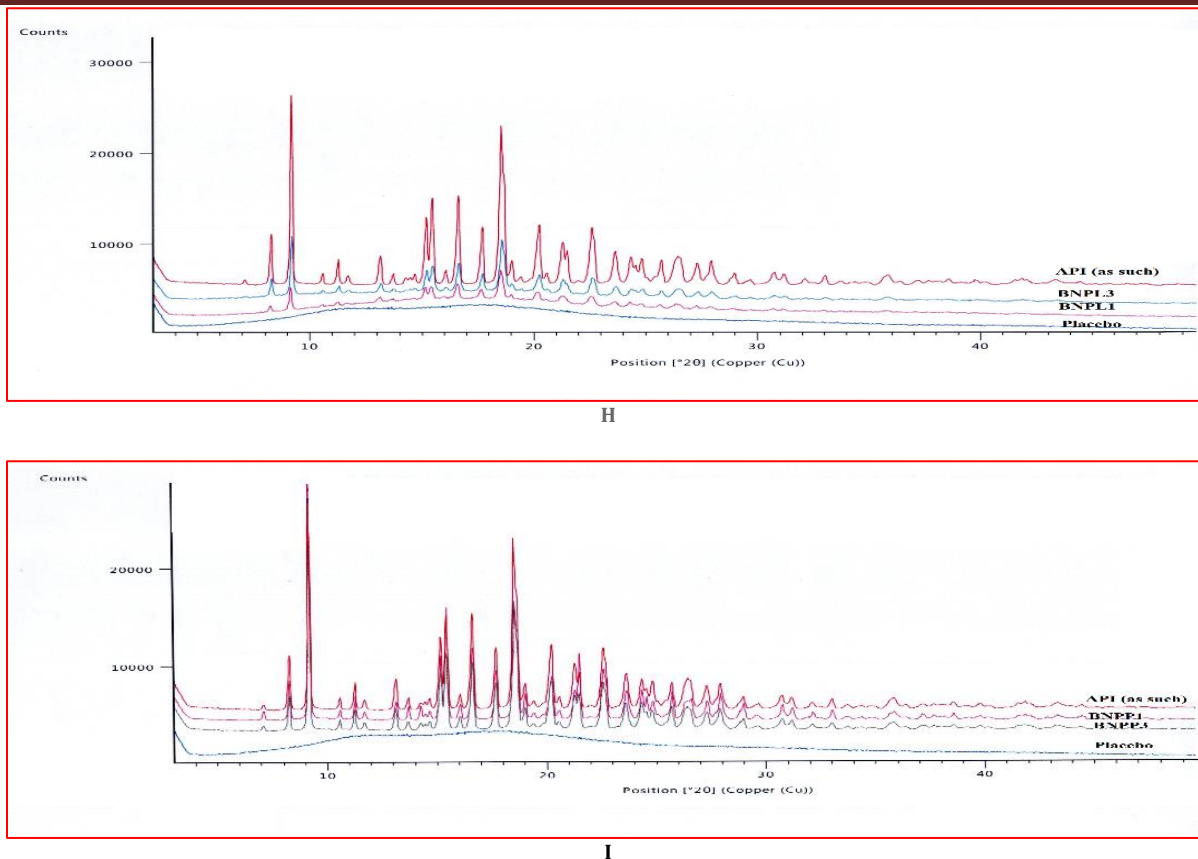 Counts
30000
20000
10000
API (as such)
BNPL3
BNPL1
Placebo
10 20 30 40
Position [°2θ] (Copper (Cu))
H
Counts
20000
10000
API (as such)
BNPP1
BNPP3
Placebo
10 20 30 40
Position [°2θ] (Copper (Cu))
I